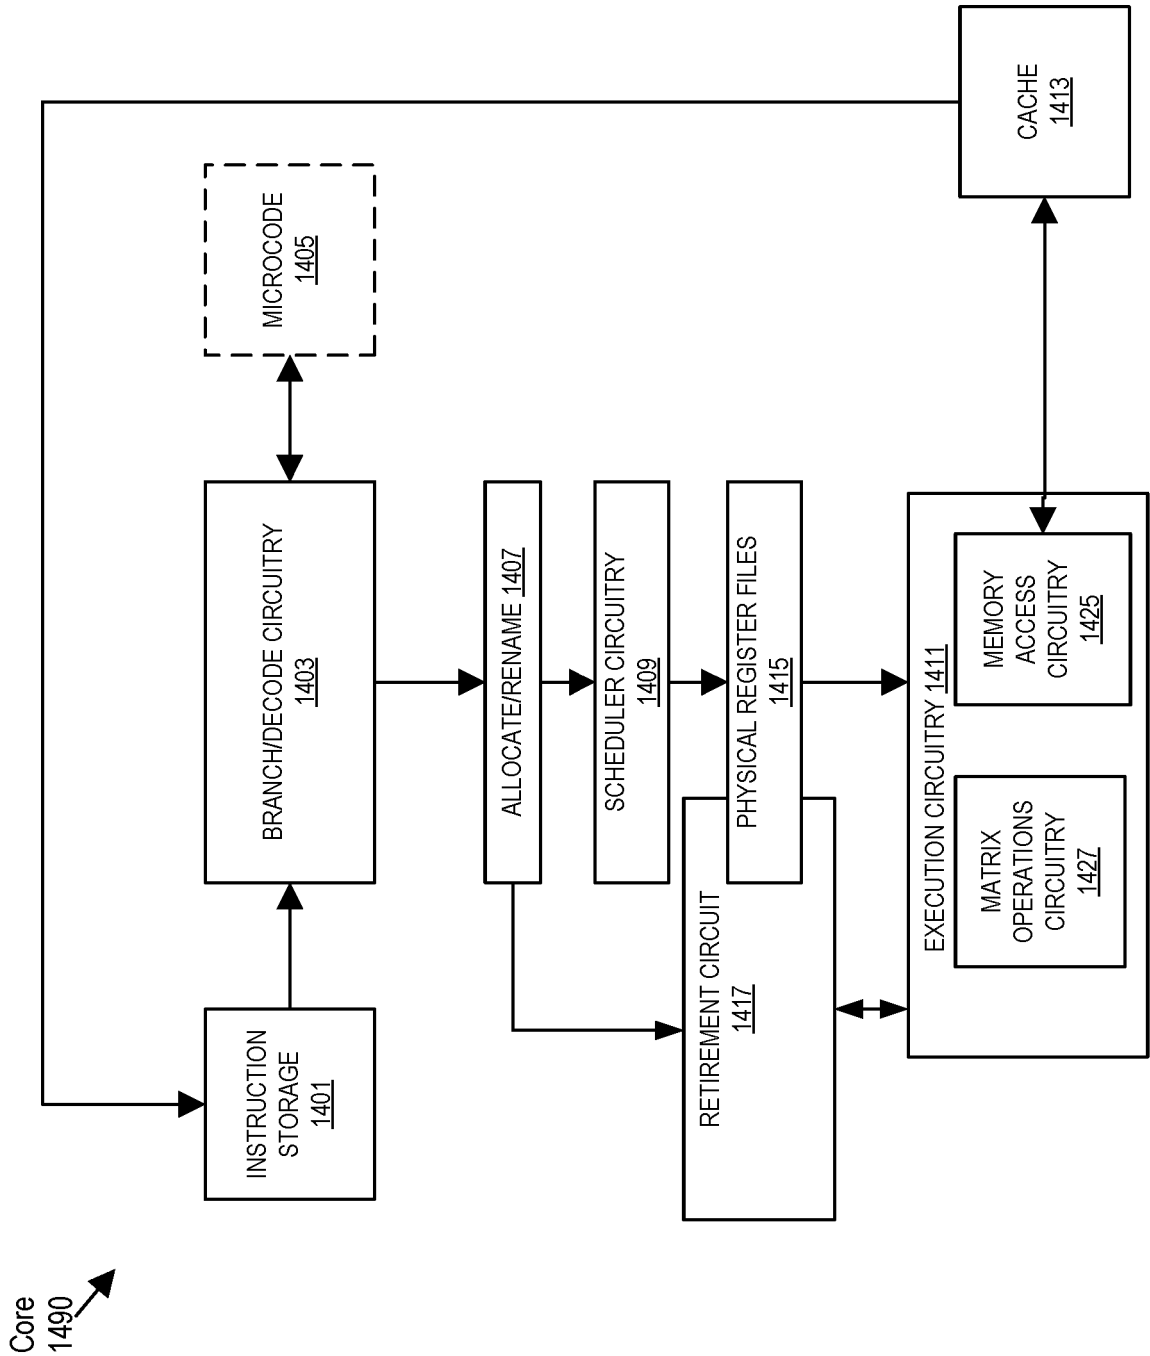 Core
1490
INSTRUCTION
STORAGE
1401
BRANCH/DECODE CIRCUITRY
1403
MICROCODE
1405
ALLOCATE/RENAME 1407
SCHEDULER CIRCUITRY
1409
PHYSICAL REGISTER FILES
1415
RETIREMENT CIRCUIT
1417
EXECUTION CIRCUITRY 1411
MATRIX
OPERATIONS
CIRCUITRY
1427
MEMORY
ACCESS
CIRCUITRY
1425
CACHE
1413